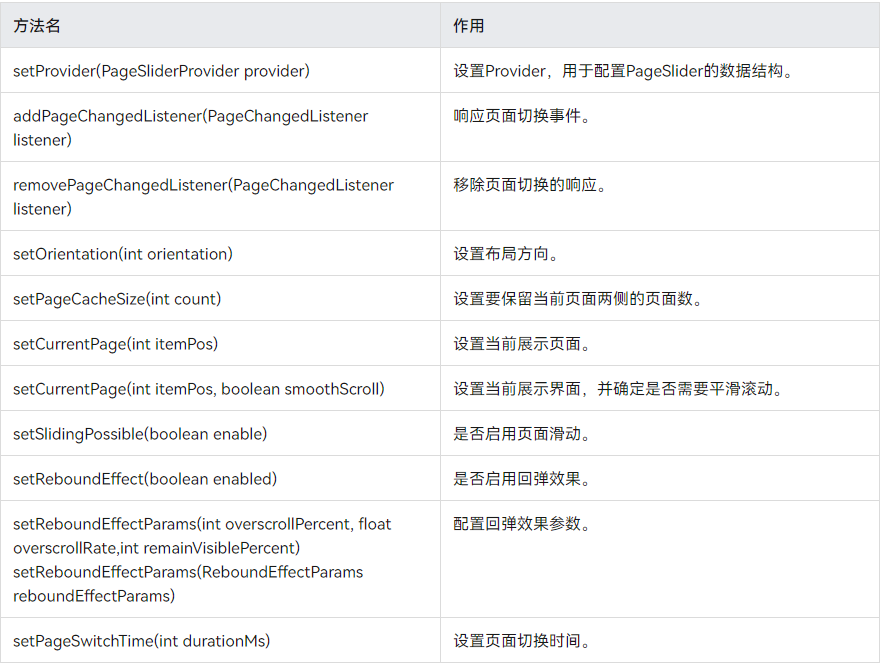 方法名 作用
setProvider(PageSliderProvider provider) 设置Provider，用于配置PageSlider的数据结构。
addPageChangedListener(PageChangedListener 响应页面切换事件。
listener)
removePageChangedListener(PageChangedListener 移除页面切换的响应。
listener)
setOrientation(int orientation) 设置布局方向。
setPageCacheSize(int count) 设置要保留当前页面两侧的页面数。
setCurrentPage(int itemPos) 设置当前展示页面。
setCurrentPage(int itemPos, boolean smoothScroll) 设置当前展示界面，并确定是否需要平滑滚动。
setSlidingPossible(boolean enable) 是否启用页面滑动。
setReboundEffect(boolean enabled) 是否启用回弹效果。
setReboundEffectParams(int overscrollPercent, float 配置回弹效果参数。
overscrollRate,int remainVisiblePercent)
setReboundEffectParams(ReboundEffectParams
reboundEffectParams)
setPageSwitchTime(int durationMs) 设置页面切换时间。